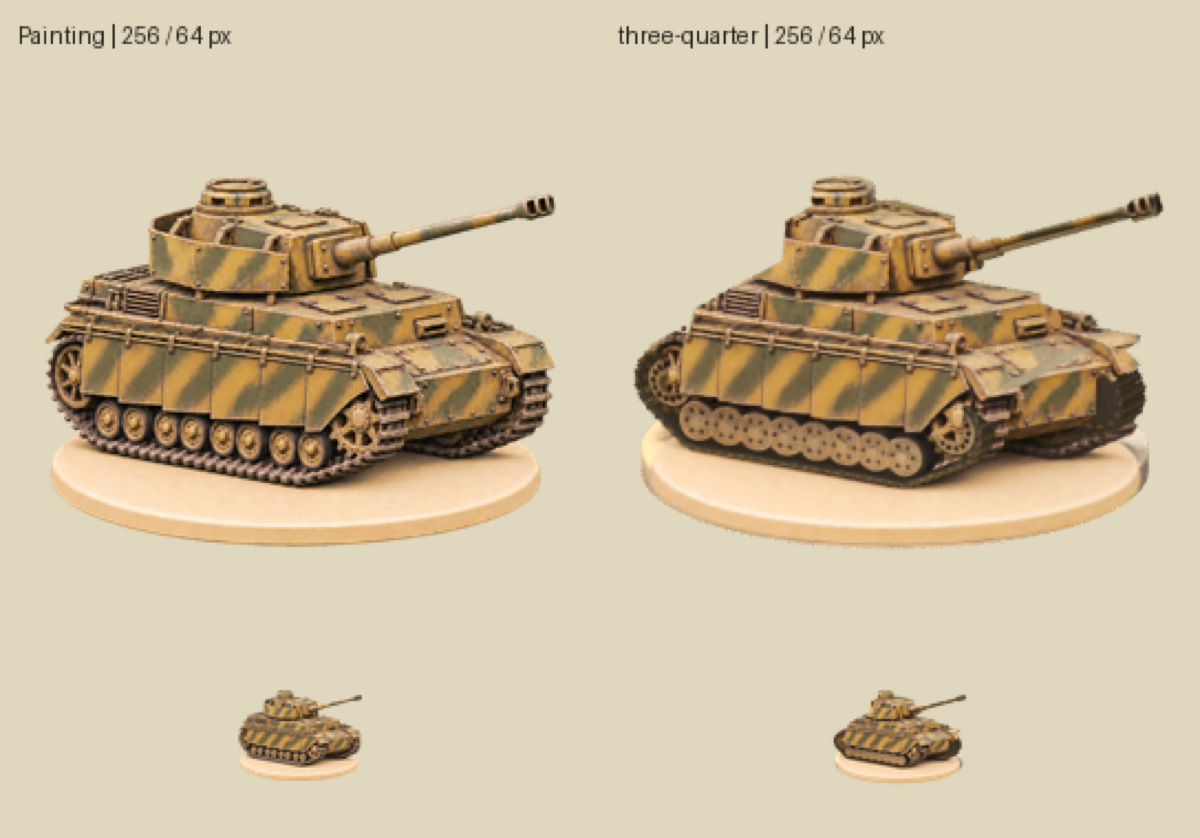 Painting | 256 / 64 px
three-quarter | 256 / 64 px